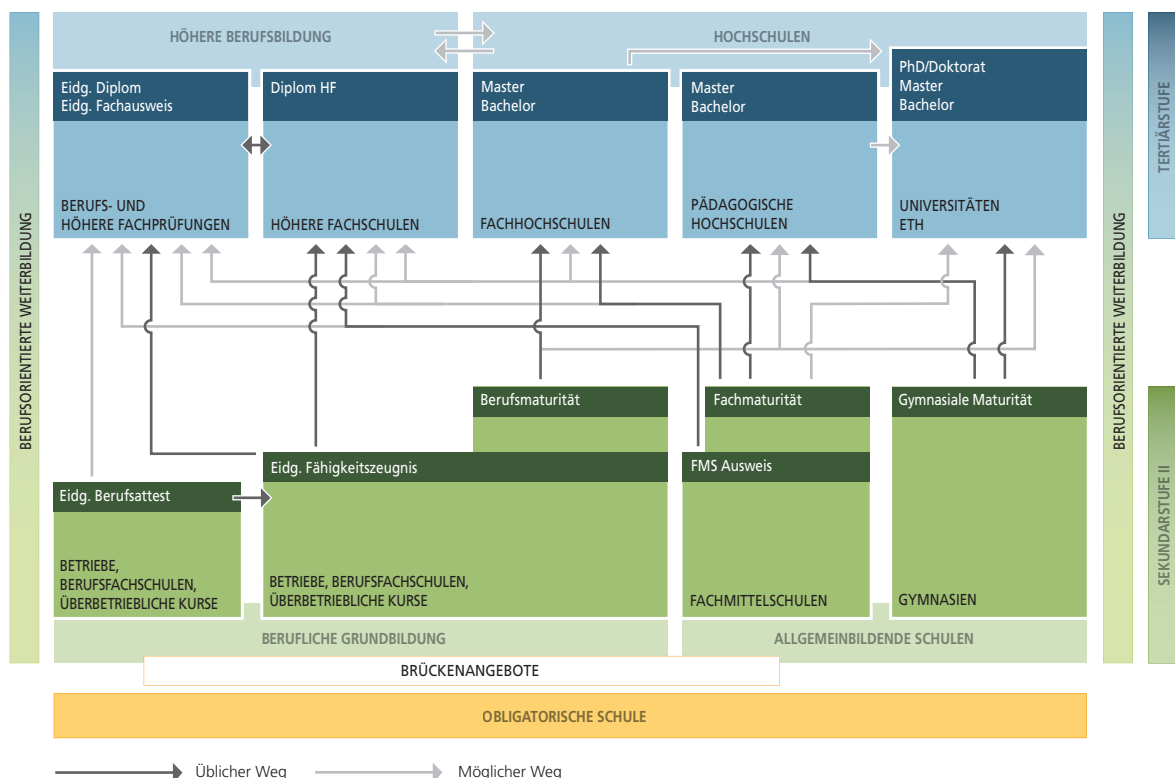 BERUFSORIENTIERTE WEITERBILDUNG
HÖHERE BERUFSBILDUNG
HOCHSCHULEN
Eidg. Diplom
Eidg. Fachausweis
BERUFS- UND
HÖHERE FACHPRÜFUNGEN
Diplom HF
HÖHERE FACHSCHULEN
Master
Bachelor
FACHHOCHSCHULEN
Master
Bachelor
PÄDAGOGISCHE
HOCHSCHULEN
PhD/Doktorat
Master
Bachelor
UNIVERSITÄTEN
ETH
BERUFSORIENTIERTE WEITERBILDUNG
TERTIÄRSTUFE
Berufsmaturität
Fachmaturität
Gymnasiale Maturität
Eidg. Fähigkeitszeugnis
FMS Ausweis
Eidg. Berufsattest
BETRIEBE,
BERUFSFACHSCHULEN,
ÜBERBETRIEBLICHE KURSE
BETRIEBE, BERUFSFACHSCHULEN,
ÜBERBETRIEBLICHE KURSE
FACHMITTELSCHULEN
GYMNASIEN
SEKUNDARSTUFE II
BERUFLICHE GRUNDBILDUNG
ALLGEMEINBILDENDE SCHULEN
BRÜCKENANGEBOTE
OBLIGATORISCHE SCHULE
Üblicher Weg
Möglicher Weg